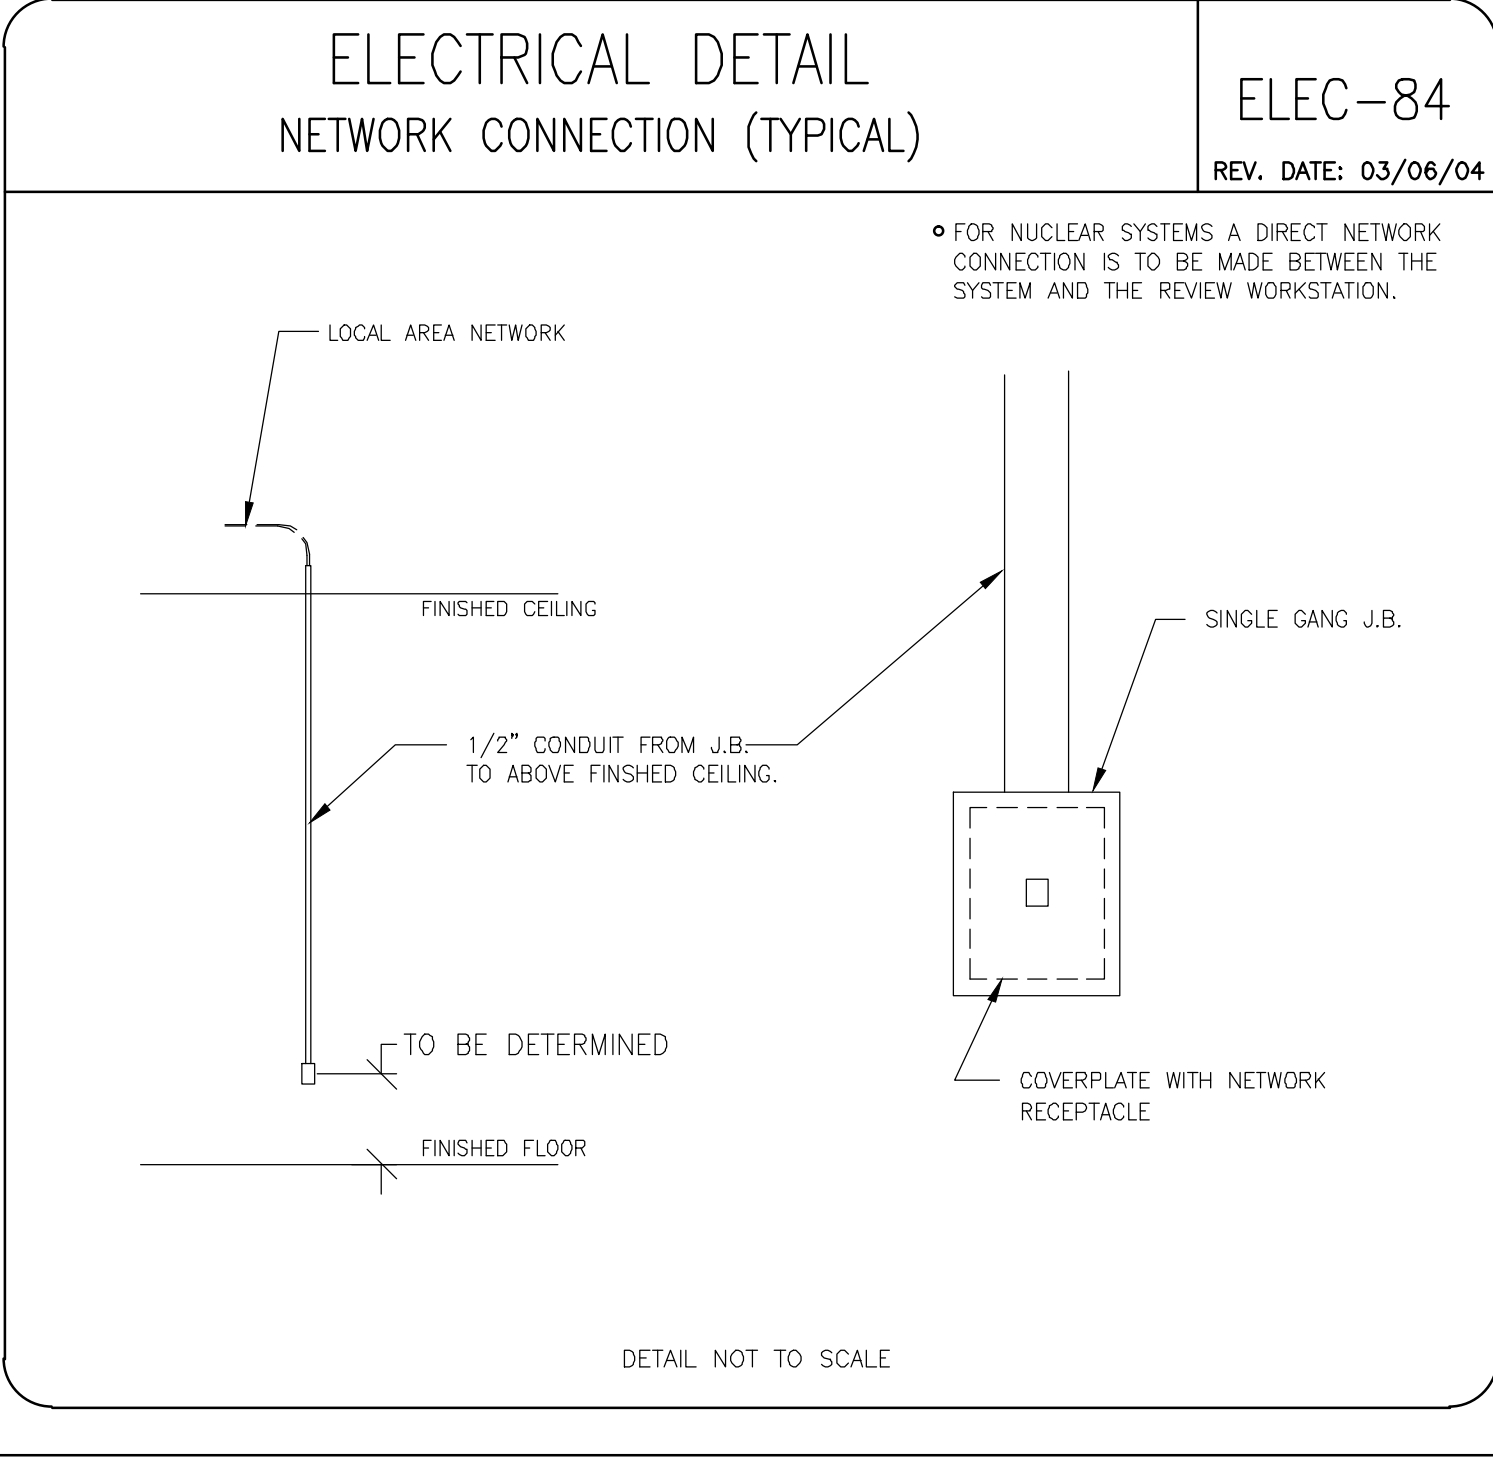 ELECTRICAL DETAIL
NETWORK CONNECTION (TYPICAL)
ELEC-84
REV. DATE: 03/06/04
FOR NUCLEAR SYSTEMS A DIRECT NETWORK
CONNECTION IS TO BE MADE BETWEEN THE
SYSTEM AND THE REVIEW WORKSTATION.
LOCAL AREA NETWORK
FINISHED CEILING
SINGLE GANG J.B.
1/2" CONDUIT FROM J.B.
TO ABOVE FINSHED CEILING.
TO BE DETERMINED
COVERPLATE WITH NETWORK
RECEPTACLE
FINISHED FLOOR
DETAIL NOT TO SCALE